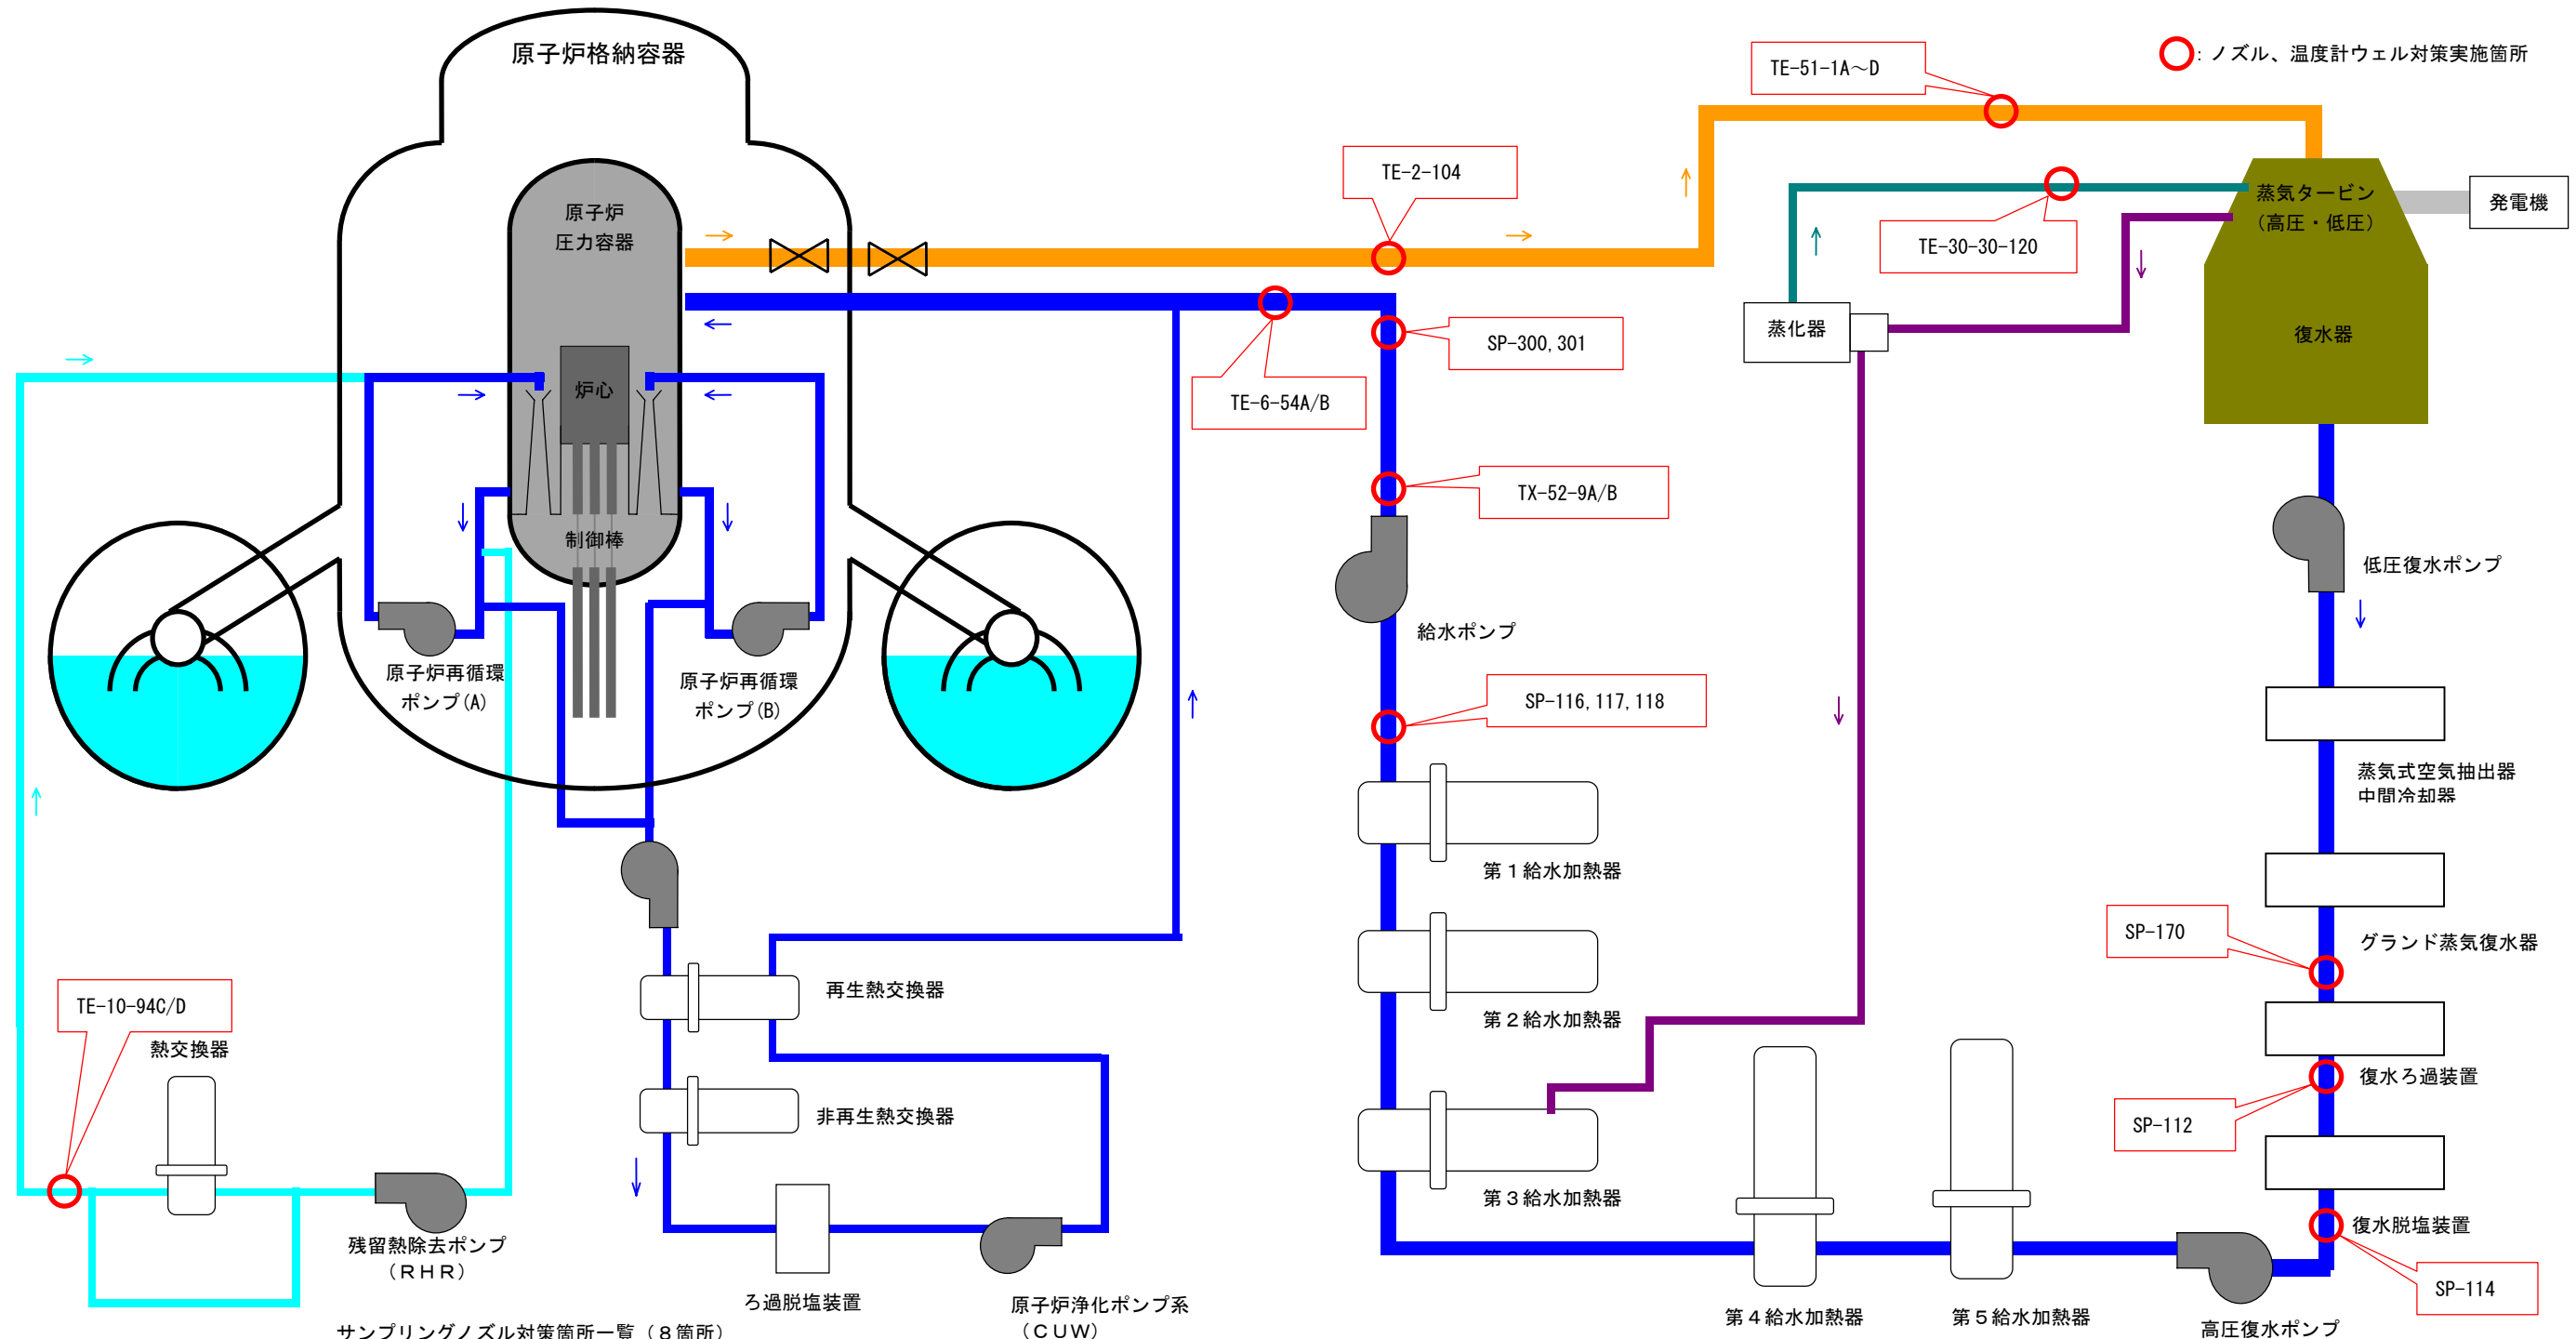 原子炉格納容器
TE-51-1A～D
: ノズル、温度計ウェル対策実施箇所
TE-2-104
原子炉
圧力容器
蒸気タービン
(高圧・低圧)
発電機
TE-30-30-120
蒸化器
復水器
SP-300,301
炉心
TE-6-54A/B
TX-52-9A/B
制御棒
低圧復水ポンプ
給水ポンプ
原子炉再循環
ポンプ(A)
原子炉再循環
ポンプ(B)
SP-116,117,118
蒸気式空気抽出器
中間冷却器
第１給水加熱器
SP-170
グランド蒸気復水器
再生熱交換器
TE-10-94C/D
熱交換器
第２給水加熱器
復水ろ過装置
非再生熱交換器
SP-112
第３給水加熱器
復水脱塩装置
残留熱除去ポンプ
(ＲＨＲ)
SP-114
ろ過脱塩装置
原子炉浄化ポンプ系
(ＣＵＷ)
第４給水加熱器
第５給水加熱器
高圧復水ポンプ
サンプリングノズル対策箇所一覧（８箇所）